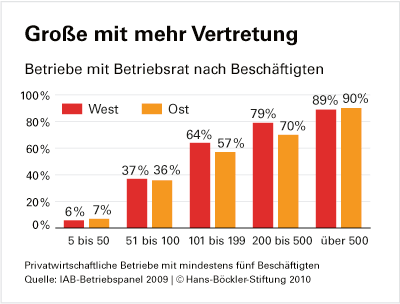 Große mit mehr Vertretung
Betriebe mit Betriebsrat nach Beschäftigten
100 %
80 %
60 %
40 %
20 %
0 %
West
Ost
6 %
7 %
37 %
36 %
64 %
57 %
79 %
70 %
89 %
90 %
5 bis 50
51 bis 100
101 bis 199
200 bis 500
über 500
Privatwirtschaftliche Betriebe mit mindestens fünf Beschäftigten
Quelle: IAB-Betriebspanel 2009 | © Hans-Böckler-Stiftung 2010